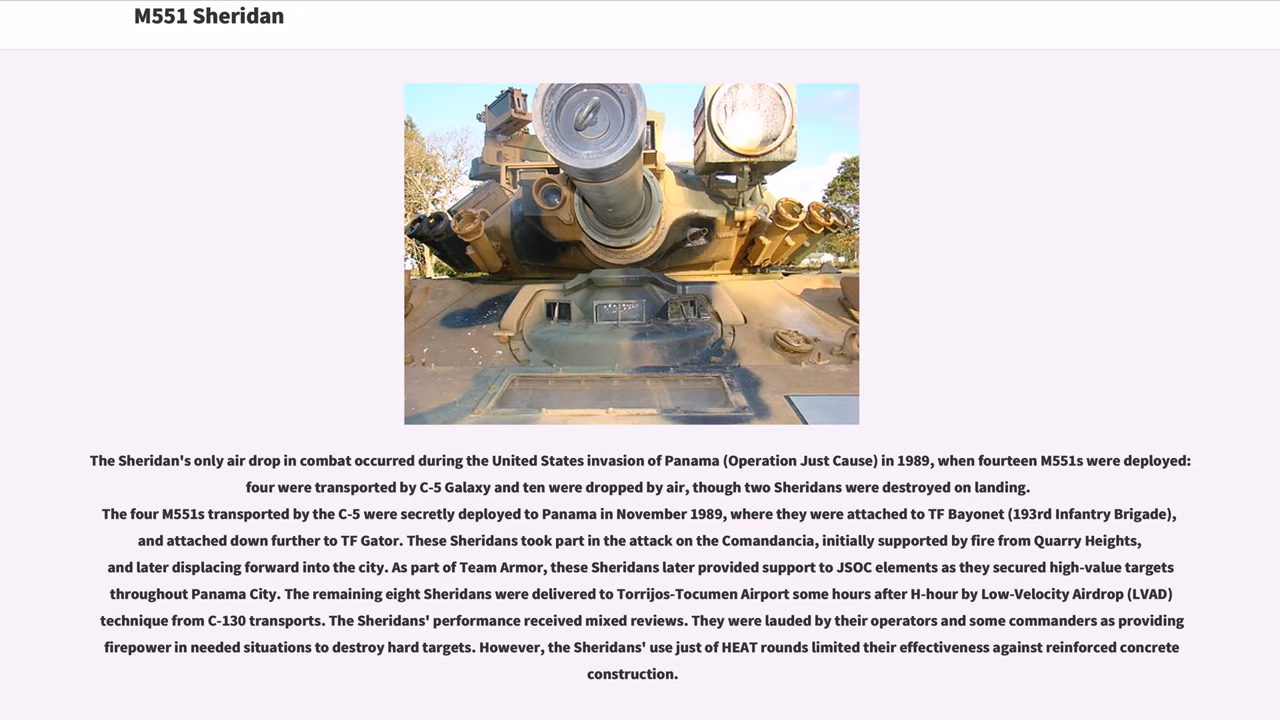 M551 Sheridan
The Sheridan's only air drop in combat occurred during the United States invasion of Panama (Operation Just Cause) in 1989, when fourteen M551s were deployed:
four were transported by C-5 Galaxy and ten were dropped by air, though two Sheridans were destroyed on landing.
The four M551s transported by the C-5 were secretly deployed to Panama in November 1989, where they were attached to TF Bayonet (193rd Infantry Brigade),
and attached down further to TF Gator. These Sheridans took part in the attack on the Comandancia, initially supported by fire from Quarry Heights,
and later displacing forward into the city. As part of Team Armor, these Sheridans later provided support to JSOC elements as they secured high-value targets
throughout Panama City. The remaining eight Sheridans were delivered to Torrijos-Tocumen Airport some hours after H-hour by Low-Velocity Airdrop (LVAD)
technique from C-130 transports. The Sheridans' performance received mixed reviews. They were lauded by their operators and some commanders as providing
firepower in needed situations to destroy hard targets. However, the Sheridans' use just of HEAT rounds limited their effectiveness against reinforced concrete
construction.